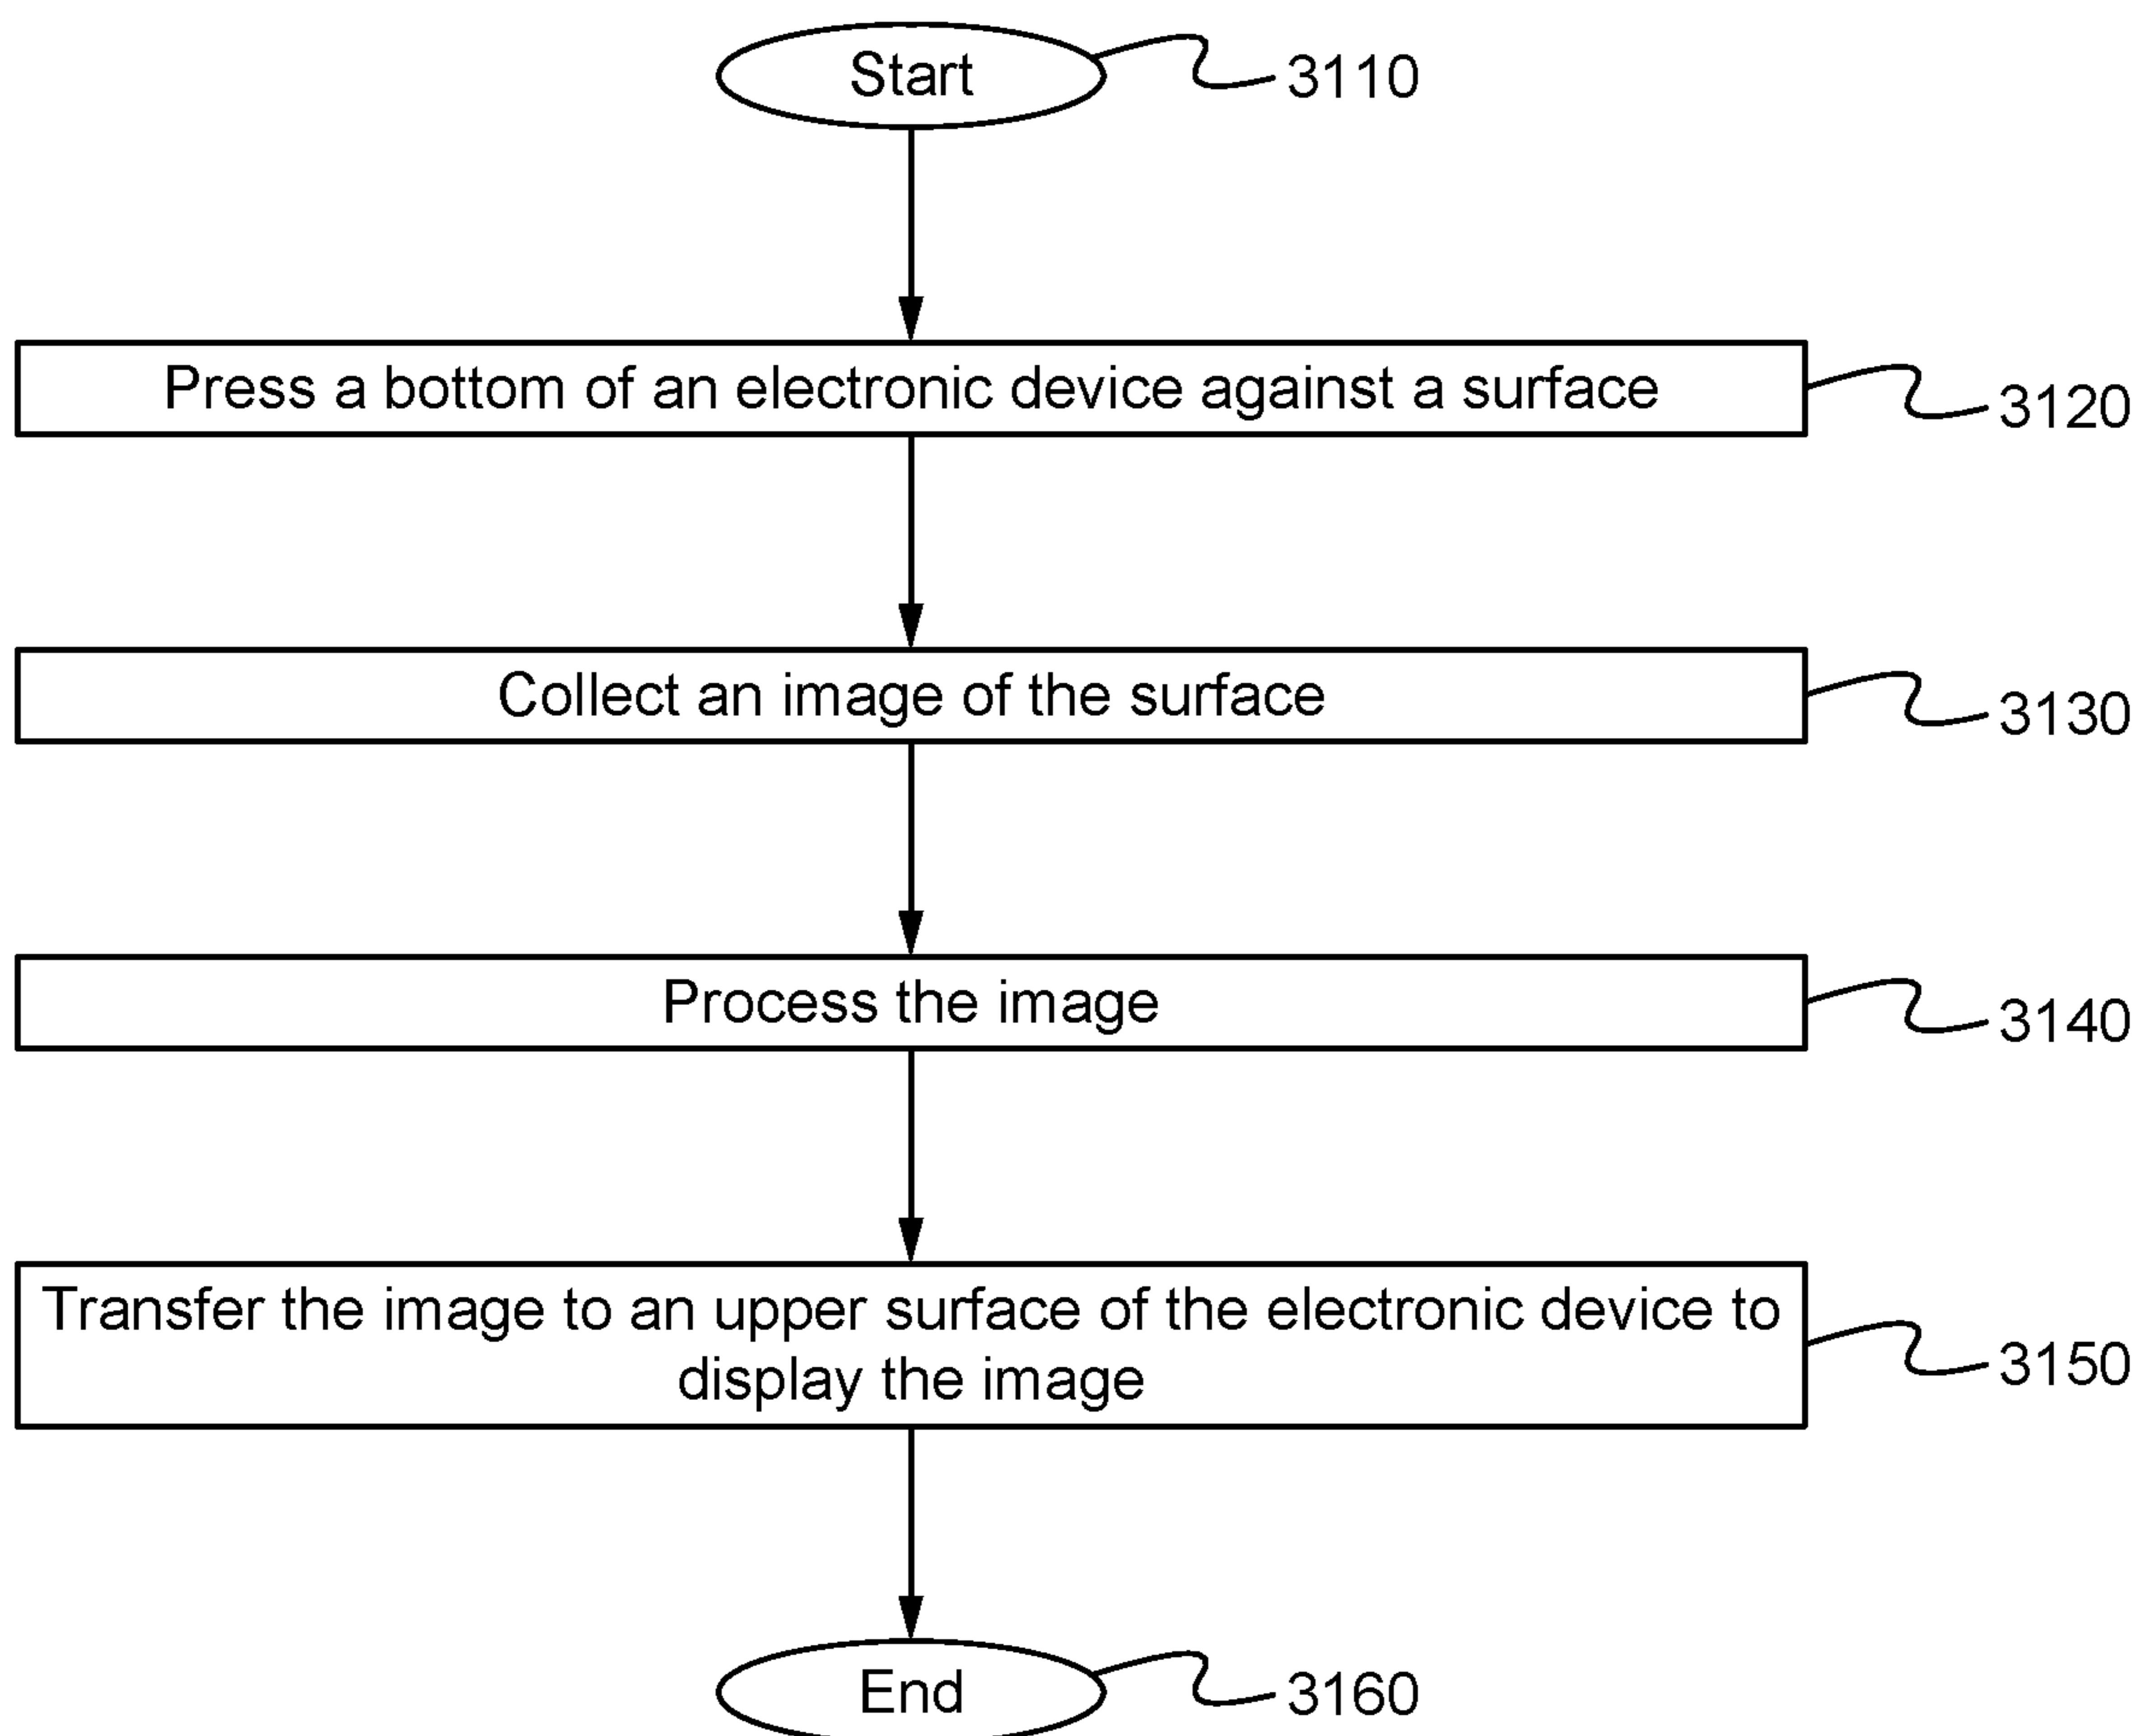 Start
3110
Press a bottom of an electronic device against a surface
3120
Collect an image of the surface
3130
Process the image
3140
Transfer the image to an upper surface of the electronic device to
display the image
3150
End
3160